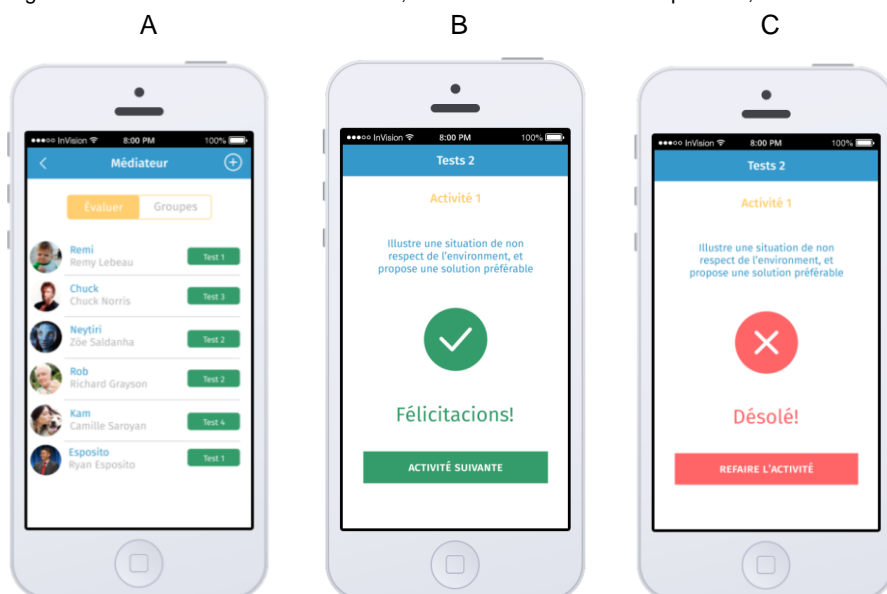 A
B
C
InVision 8:00 PM 100%
Médiateur
Évaluer Groupes
Remi
Remy Lebeau
Test 1
Chuck
Chuck Norris
Test 3
Neytiri
Zöe Saldanha
Test 2
Rob
Richard Grayson
Test 2
Kam
Camille Saroyan
Test 4
Esposito
Ryan Esposito
Test 1
InVision 8:00 PM 100%
Tests 2
Activité 1
Illustre une situation de non
respect de l'environment, et
propose une solution préférable
Félicitacions!
ACTIVITÉ SUIVANTE
InVision 8:00 PM 100%
Tests 2
Activité 1
Illustre une situation de non
respect de l'environment, et
propose une solution préférable
Désolé!
REFAIRE L'ACTIVITÉ